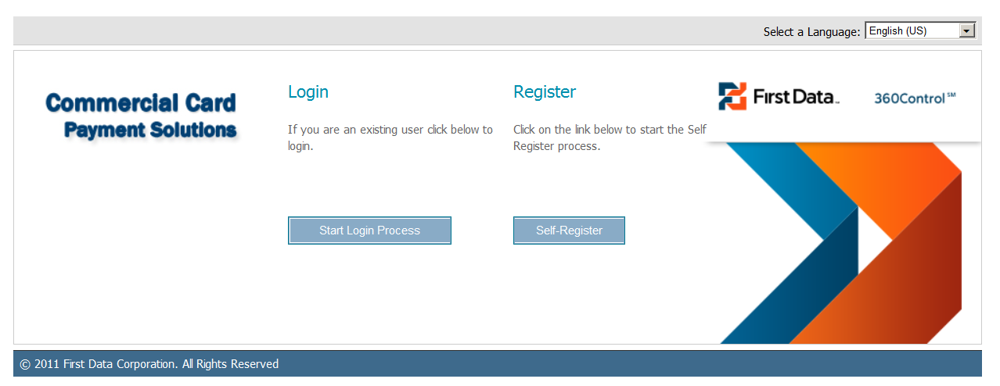 Select a Language: English (US)
Commercial Card
Payment Solutions
Login
If you are an existing user click below to
login.
Start Login Process
Register
Click on the link below to start the Self
Register process.
Self-Register
First Data™
360Control℠
© 2011 First Data Corporation. All Rights Reserved